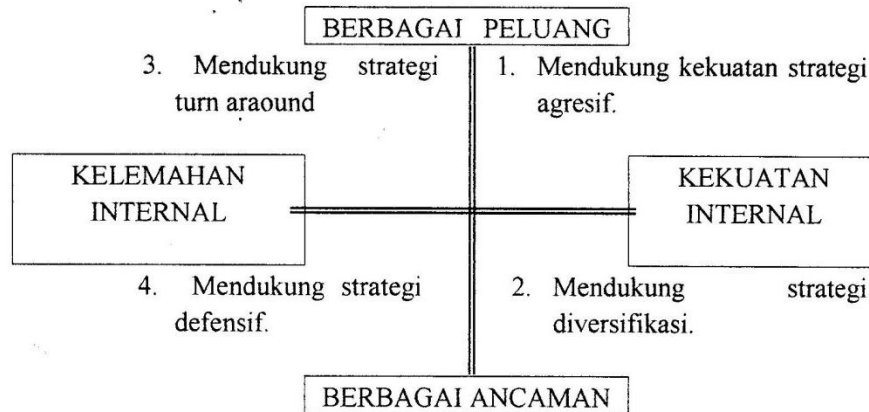 BERBAGAI PELUANG
3. Mendukung strategi
turn araound
1. Mendukung kekuatan strategi
agresif.
KELEMAHAN
INTERNAL
KEKUATAN
INTERNAL
4. Mendukung strategi
defensif.
2. Mendukung strategi
diversifikasi.
BERBAGAI ANCAMAN